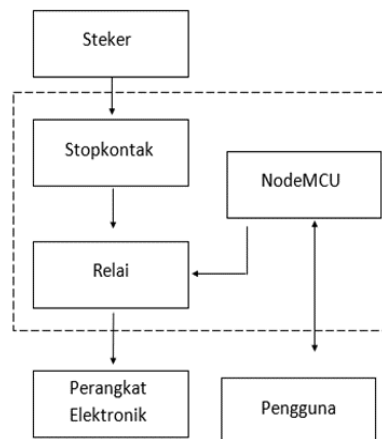 Steker
Stopkontak
NodeMCU
Relai
Perangkat
Elektronik
Pengguna